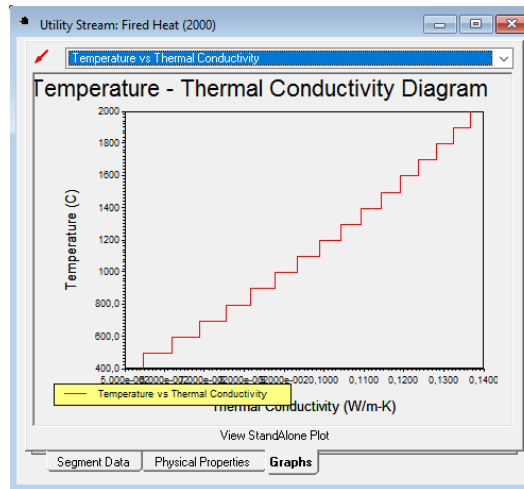 Utility Stream: Fired Heat (2000)
Temperature vs Thermal Conductivity
Temperature - Thermal Conductivity Diagram
2000
1800
1600
1400
1200
1000
800,0
600,0
400,0
Temperature (C)
0,1000 0,1100 0,1200 0,1300 0,1400
Temperature vs Thermal Conductivity
Thermal Conductivity (W/m-K)
View StandAlone Plot
Segment Data Physical Properties Graphs